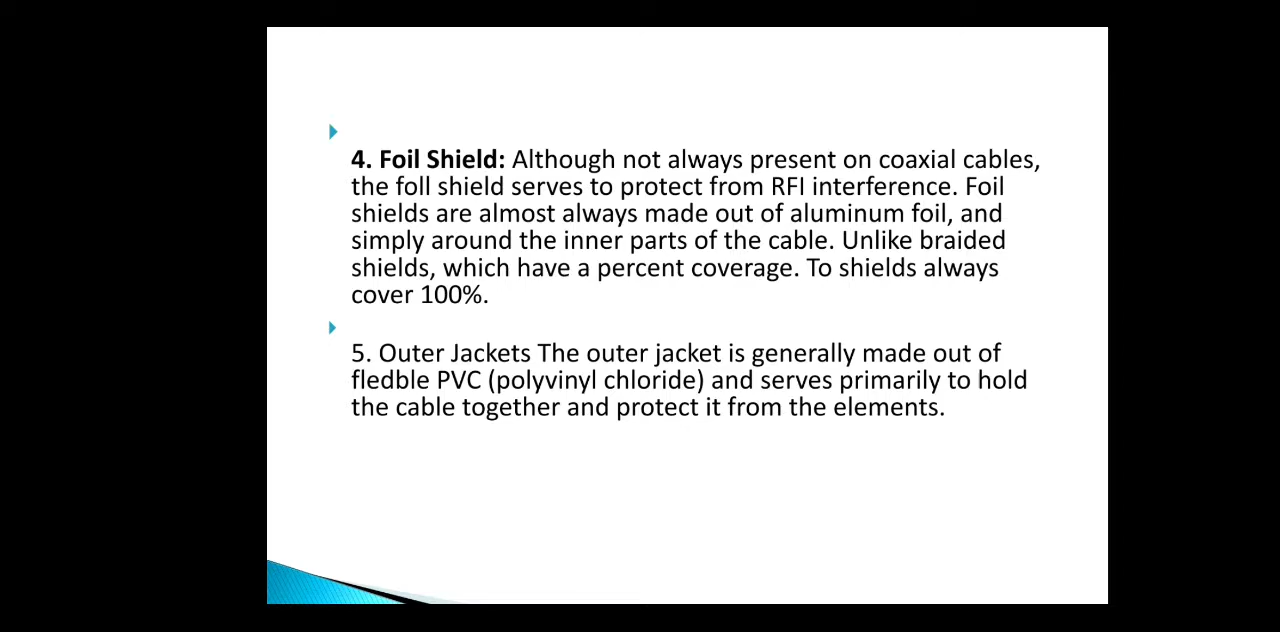 4. Foil Shield: Although not always present on coaxial cables,
the foll shield serves to protect from RFI interference. Foil
shields are almost always made out of aluminum foil, and
simply around the inner parts of the cable. Unlike braided
shields, which have a percent coverage. To shields always
cover 100%.
5. Outer Jackets The outer jacket is generally made out of
fledble PVC (polyvinyl chloride) and serves primarily to hold
the cable together and protect it from the elements.